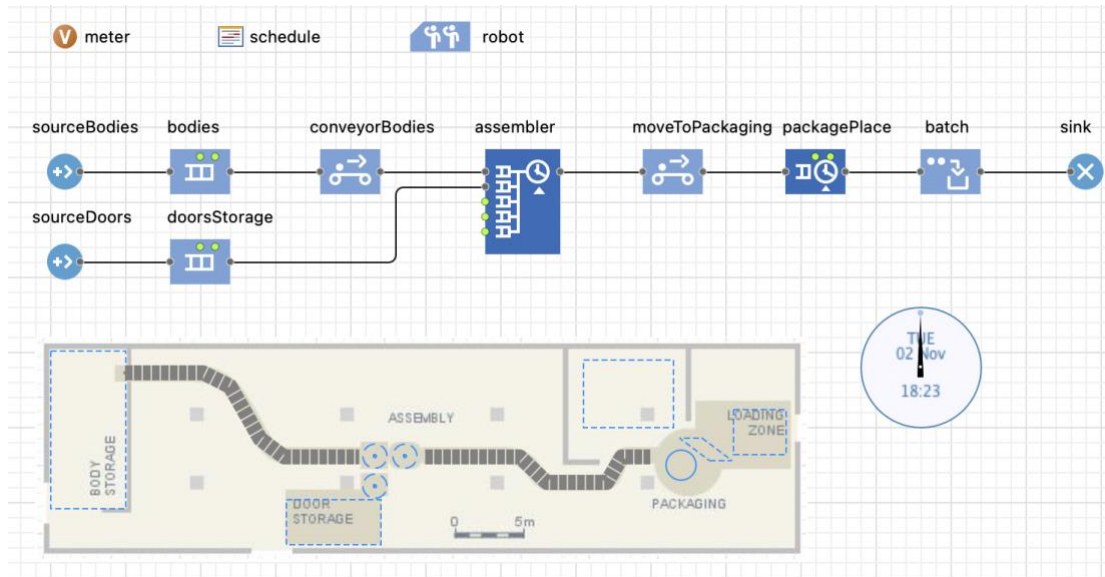 meter
schedule
robot
sourceBodies
bodies
conveyorBodies
assembler
moveToPackaging
packagePlace
batch
sink
sourceDoors
doorsStorage
TUE
02 Nov
18:23
ASSEMBLY
LOADING
ZONE
BODY
STORAGE
DOOR
STORAGE
0 5m
PACKAGING